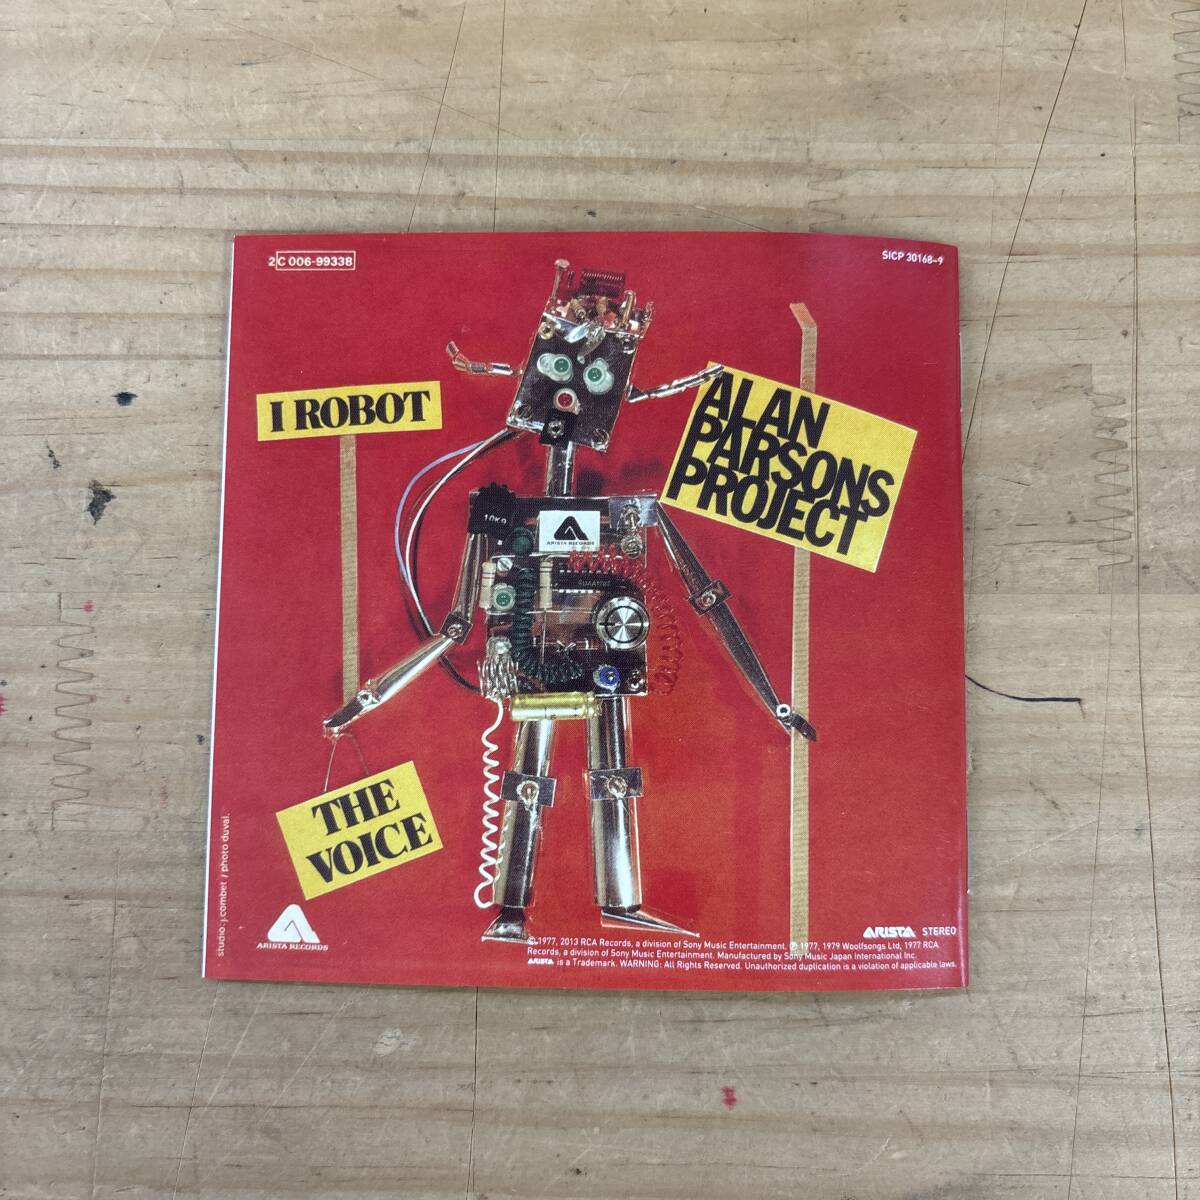 2C 006-99338
SICP 30168-9
I ROBOT
ALAN
PARSONS
PROJECT
10K9
ARISTA RECORDS
THE
VOICE
studio.j.combet / photo duval.
ARISTA RECORDS
ARISTA STEREO
©1977, 2013 RCA Records, a division of Sony Music Entertainment. ℗ 1977, 1979 Woolfsongs Ltd, 1977 RCA
Records, a division of Sony Music Entertainment. Manufactured by Sony Music Japan International Inc.
ARISTA is a Trademark. WARNING: All Rights Reserved. Unauthorized duplication is a violation of applicable laws.